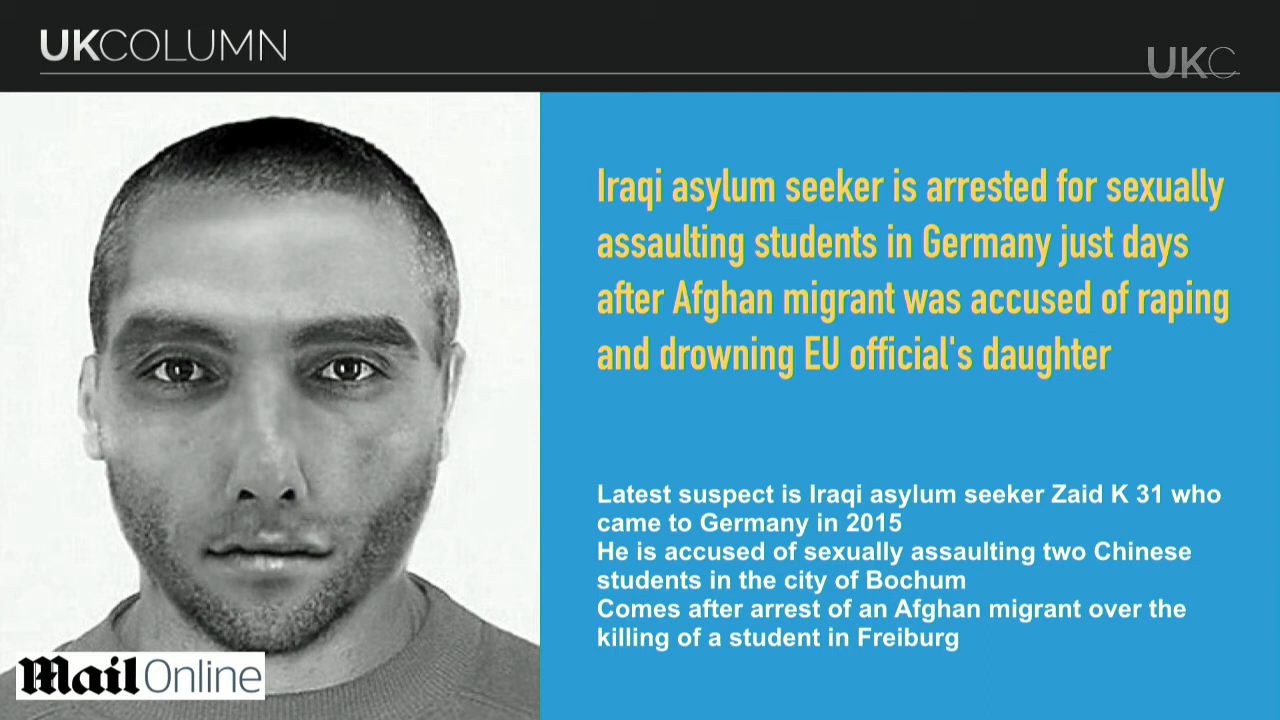 UKCOLUMN
UKC
Iraqi asylum seeker is arrested for sexually
assaulting students in Germany just days
after Afghan migrant was accused of raping
and drowning EU official's daughter
Latest suspect is Iraqi asylum seeker Zaid K 31 who
came to Germany in 2015
He is accused of sexually assaulting two Chinese
students in the city of Bochum
Comes after arrest of an Afghan migrant over the
killing of a student in Freiburg
Mail Online